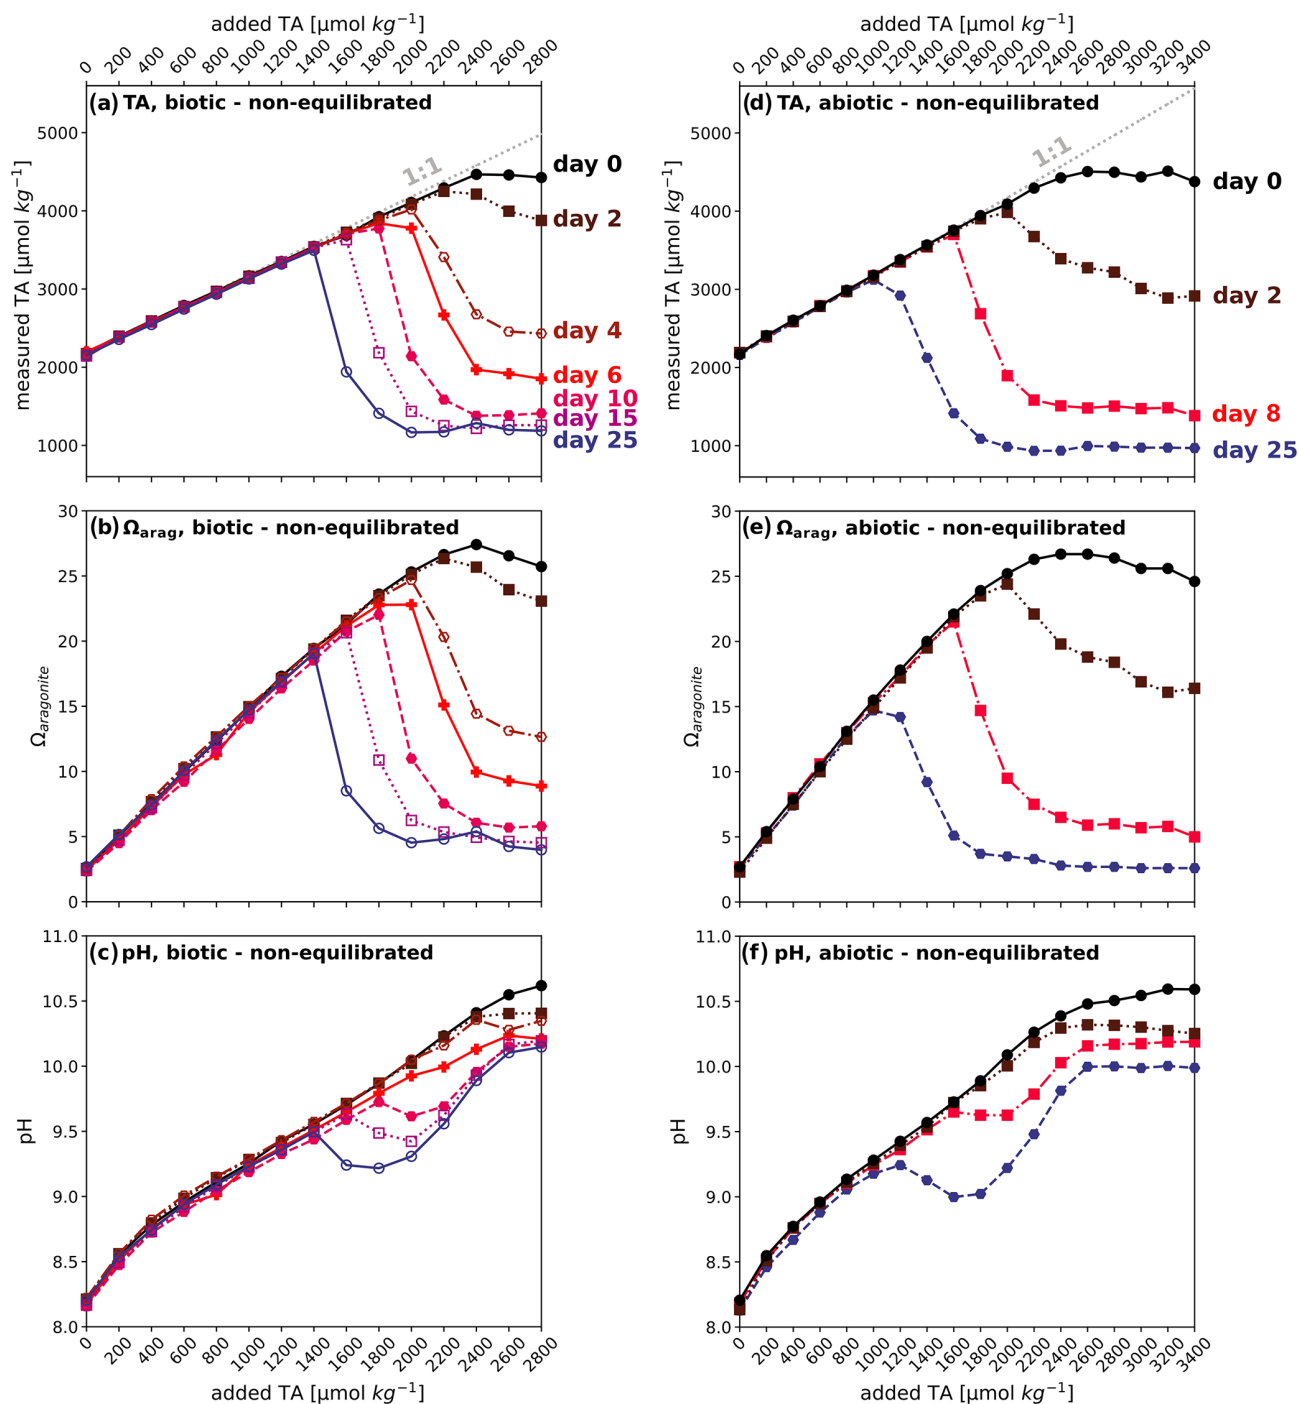 added TA [μmol kg⁻¹]
0 200 400 600 800 1000 1200 1400 1600 1800 2000 2200 2400 2600 2800
(a) TA, biotic - non-equilibrated
1:1
measured TA [μmol kg⁻¹]
5000
4000
3000
2000
1000
day 0
day 2
day 4
day 6
day 10
day 15
day 25
added TA [μmol kg⁻¹]
0 200 400 600 800 1000 1200 1400 1600 1800 2000 2200 2400 2600 2800 3000 3200 3400
(d) TA, abiotic - non-equilibrated
1:1
measured TA [μmol kg⁻¹]
5000
4000
3000
2000
1000
day 0
day 2
day 8
day 25
(b) Ωarag, biotic - non-equilibrated
Ωaragonite
30
25
20
15
10
5
0
(e) Ωarag, abiotic - non-equilibrated
Ωaragonite
30
25
20
15
10
5
0
(c) pH, biotic - non-equilibrated
pH
11.0
10.5
10.0
9.5
9.0
8.5
8.0
0 200 400 600 800 1000 1200 1400 1600 1800 2000 2200 2400 2600 2800
added TA [μmol kg⁻¹]
(f) pH, abiotic - non-equilibrated
pH
11.0
10.5
10.0
9.5
9.0
8.5
8.0
0 200 400 600 800 1000 1200 1400 1600 1800 2000 2200 2400 2600 2800 3000 3200 3400
added TA [μmol kg⁻¹]